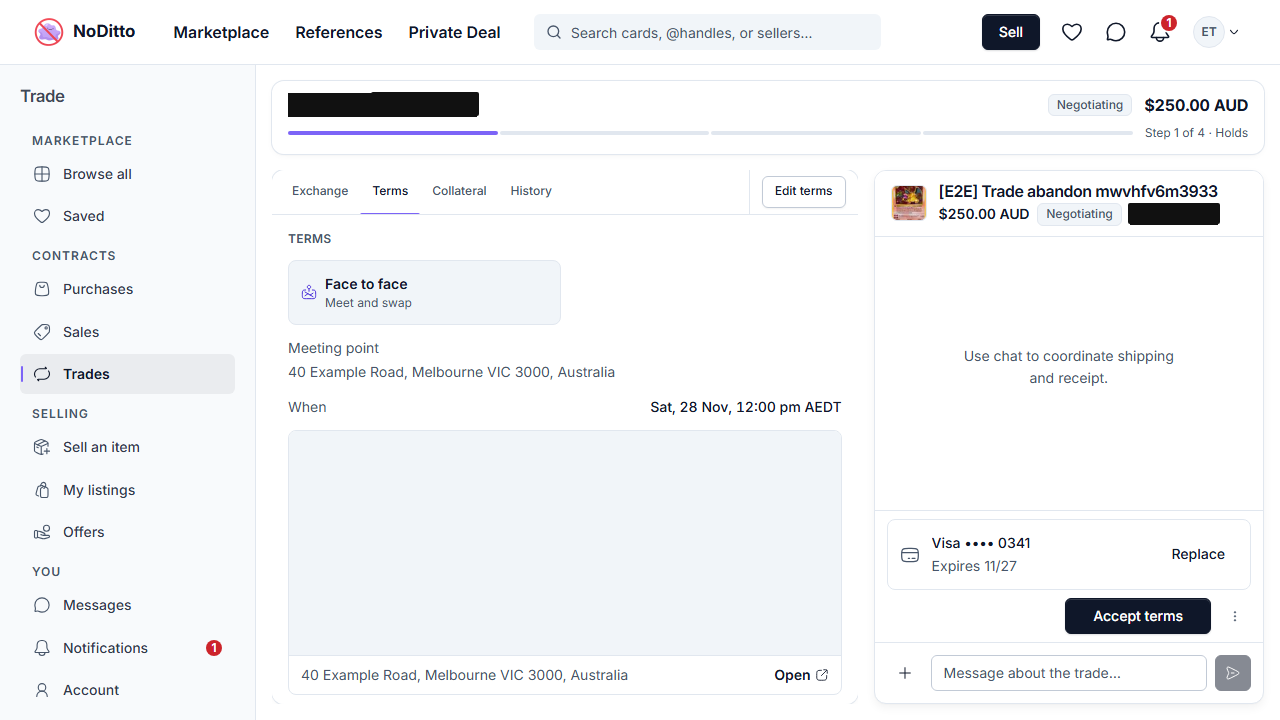 NoDitto
Marketplace
References
Private Deal
Search cards, @handles, or sellers...
Sell
1
ET
Trade
MARKETPLACE
Browse all
Saved
CONTRACTS
Purchases
Sales
Trades
SELLING
Sell an item
My listings
Offers
YOU
Messages
Notifications
1
Account
Negotiating
$250.00 AUD
Step 1 of 4 · Holds
Exchange
Terms
Collateral
History
Edit terms
TERMS
Face to face
Meet and swap
Meeting point
40 Example Road, Melbourne VIC 3000, Australia
When
Sat, 28 Nov, 12:00 pm AEDT
40 Example Road, Melbourne VIC 3000, Australia
Open
[E2E] Trade abandon mwvhfv6m3933
$250.00 AUD
Negotiating
Use chat to coordinate shipping
and receipt.
Visa •••• 0341
Expires 11/27
Replace
Accept terms
Message about the trade...